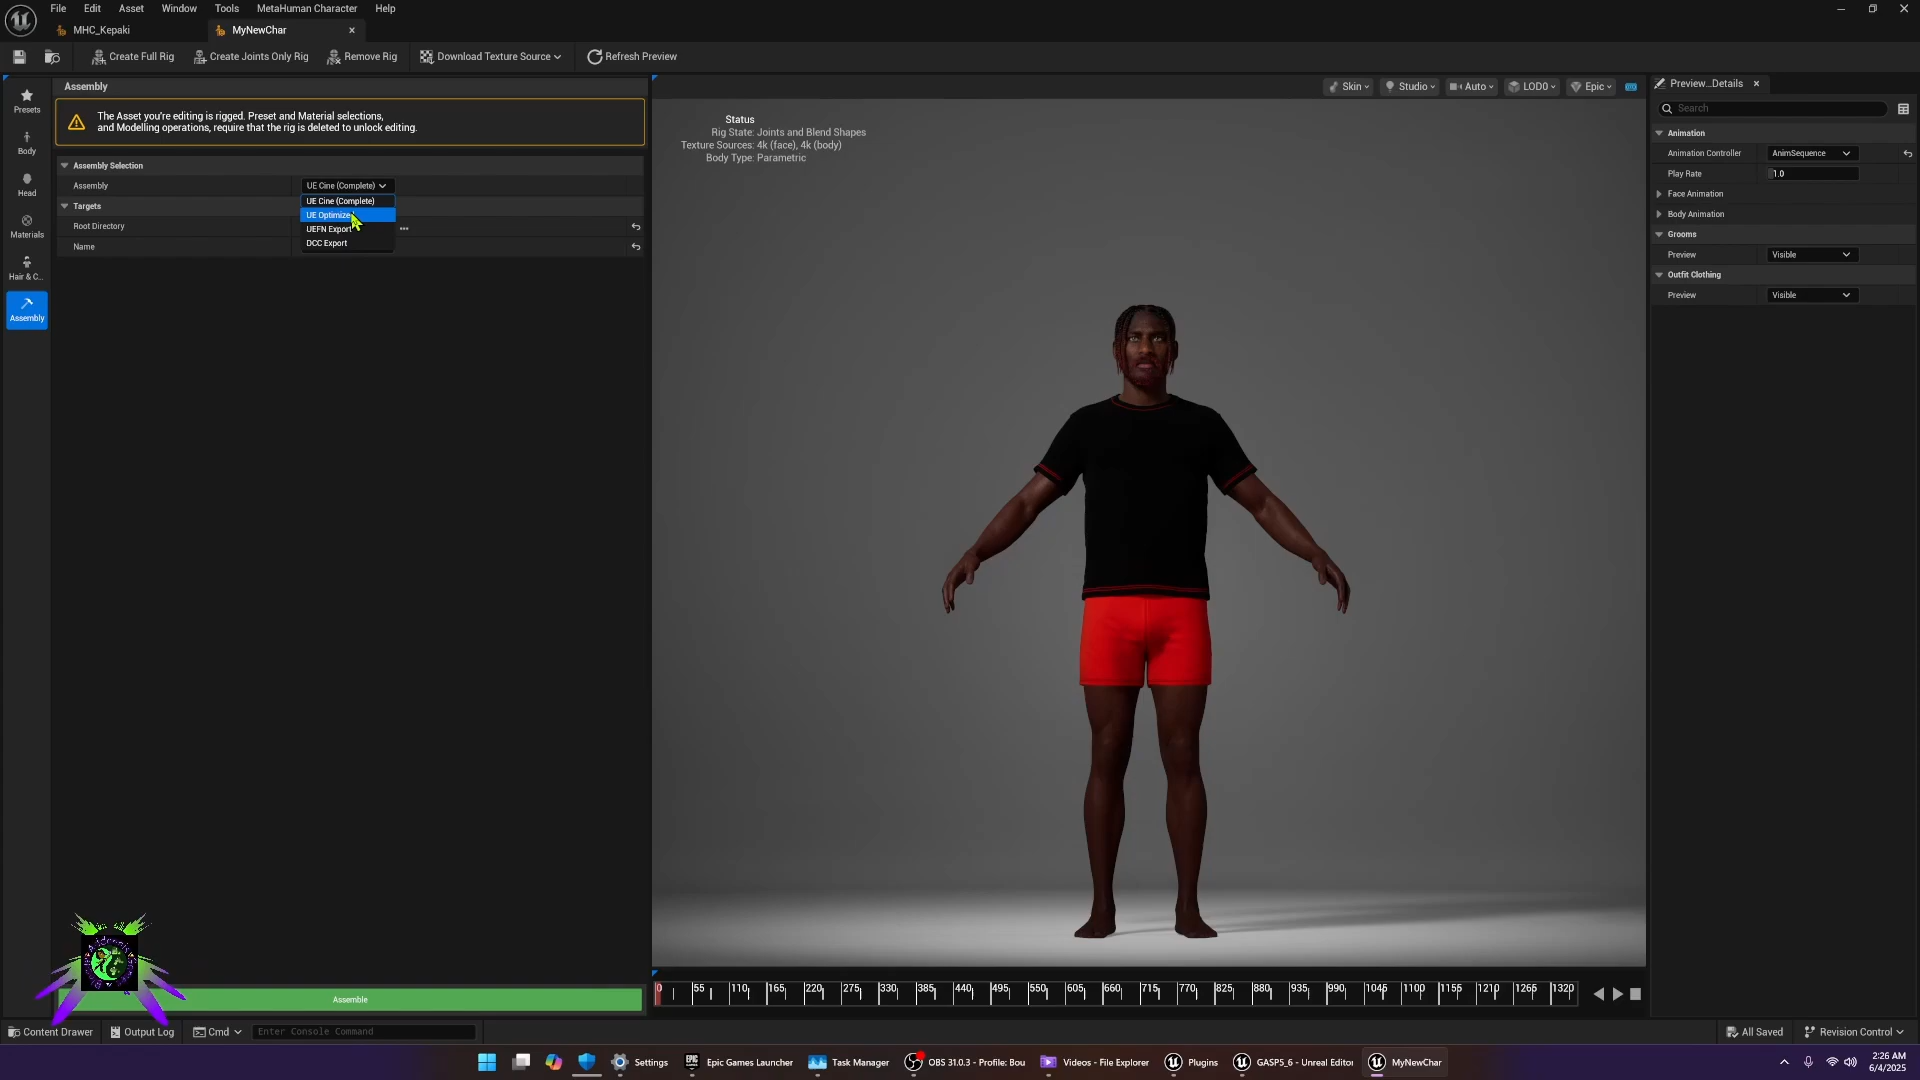 File Edit Asset Window Tools MetaHuman Character Help
MHC_Kepaki
MyNewChar
Create Full Rig
Create Joints Only Rig
Remove Rig
Download Texture Source
Refresh Preview
Presets
Body
Head
Materials
Hair & C...
Assembly
Assembly
The Asset you're editing is rigged. Preset and Material selections,
and Modelling operations, require that the rig is deleted to unlock editing.
Assembly Selection
Assembly
UE Cine (Complete)
UE Cine (Complete)
UE Optimize
UEFN Export
DCC Export
Targets
Root Directory
Name
Assemble
Skin
Studio
Auto
LOD0
Epic
Status
Rig State: Joints and Blend Shapes
Texture Sources: 4k (face), 4k (body)
Body Type: Parametric
0 55 110 165 220 275 330 385 440 495 550 605 660 715 770 825 880 935 990 1045 1100 1155 1210 1265 1320
Preview...Details
Search
Animation
Animation Controller
AnimSequence
Play Rate
1.0
Face Animation
Body Animation
Grooms
Preview
Visible
Outfit Clothing
Preview
Visible
Content Drawer
Output Log
Cmd
Enter Console Command
All Saved
Revision Control
Settings
Epic Games Launcher
Task Manager
OBS 31.0.3 - Profile: Bou
Videos - File Explorer
Plugins
GASP5_6 - Unreal Editor
MyNewChar
2:26 AM
6/4/2025